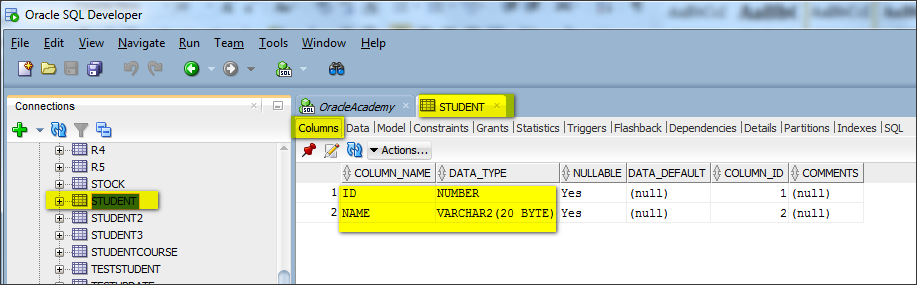 Oracle SQL Developer
File Edit View Navigate Run Team Tools Window Help
SQL
Connections
R4
R5
STOCK
STUDENT
STUDENT2
STUDENT3
STUDENTCOURSE
TESTSTUDENT
OracleAcademy STUDENT
Columns Data Model Constraints Grants Statistics Triggers Flashback Dependencies Details Partitions Indexes SQL
Actions...
COLUMN_NAME DATA_TYPE NULLABLE DATA_DEFAULT COLUMN_ID COMMENTS
1 ID NUMBER Yes (null) 1 (null)
2 NAME VARCHAR2(20 BYTE) Yes (null) 2 (null)